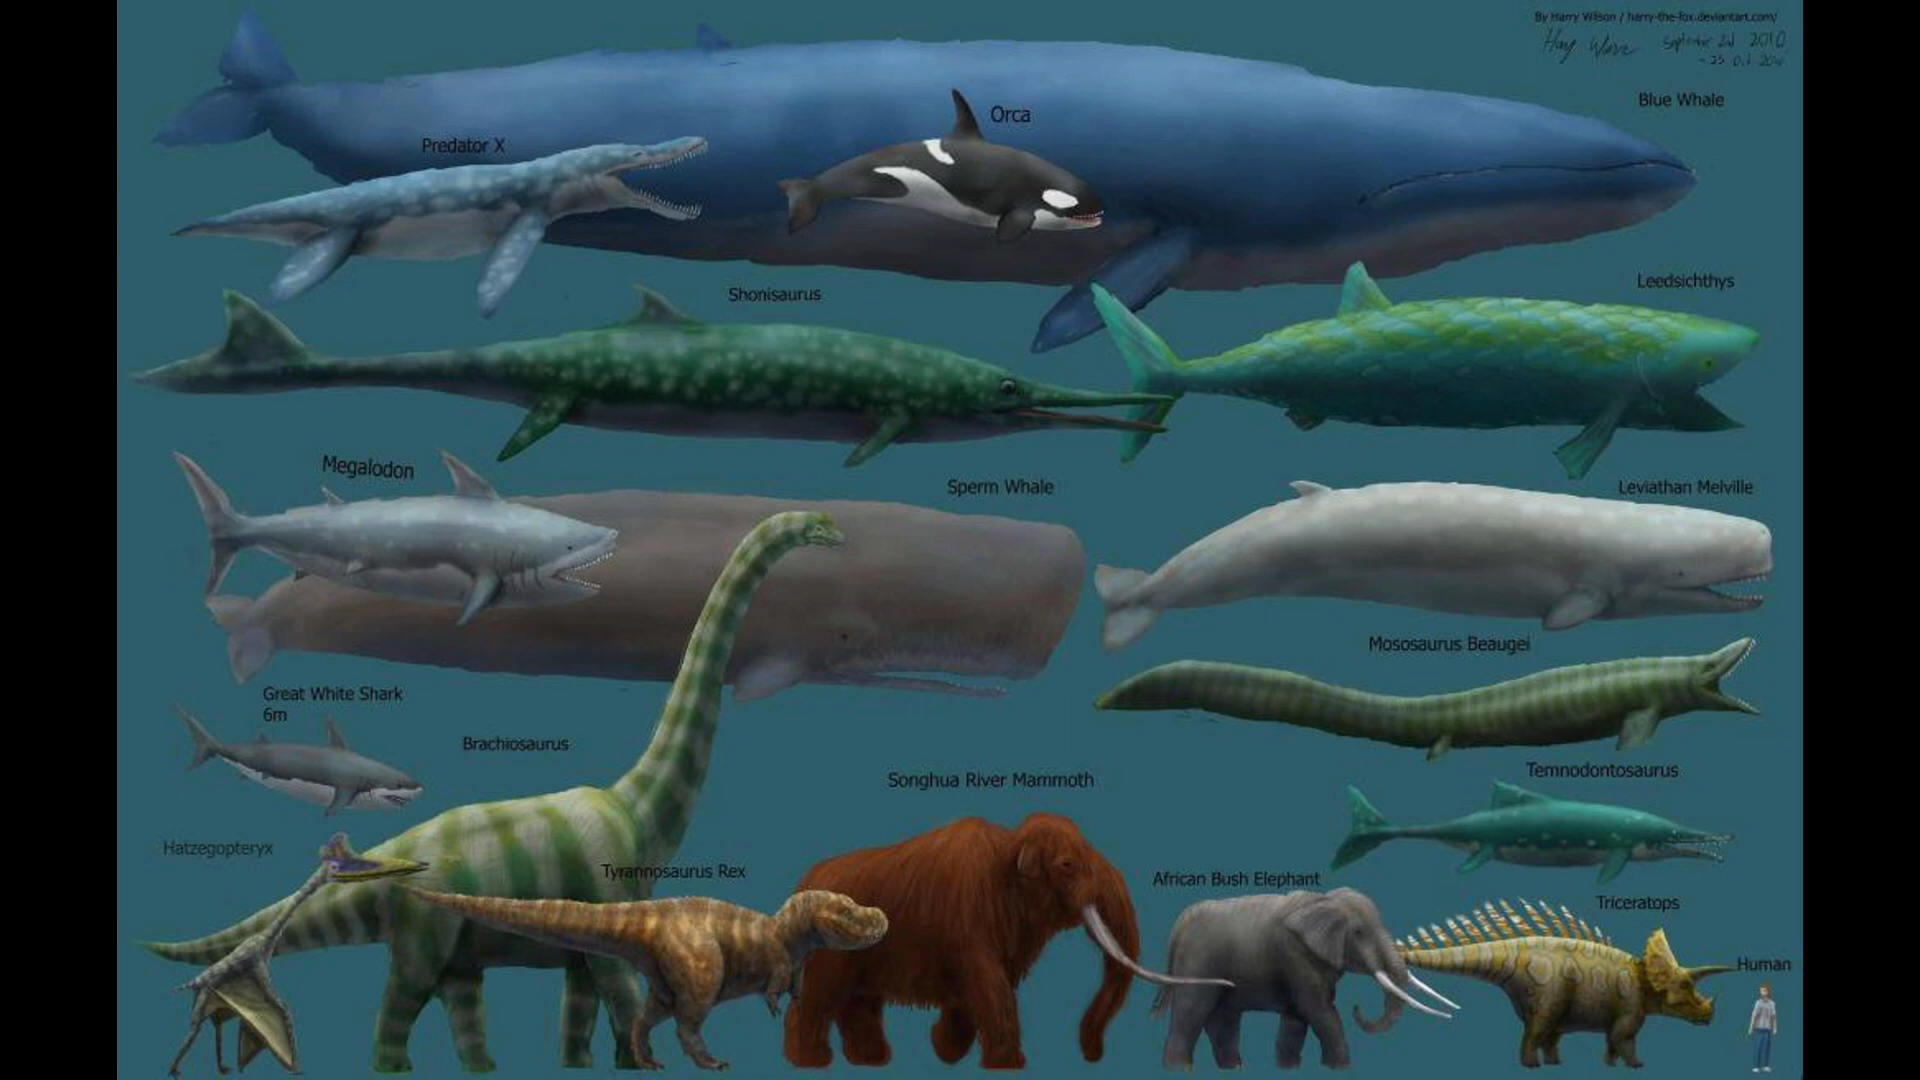 By Harry Wilson / harry-the-fox.deviantart.com/
2010
Blue Whale
Orca
Predator X
Leedsichthys
Shonisaurus
Megalodon
Sperm Whale
Leviathan Melville
Mososaurus Beaugei
Great White Shark
6m
Brachiosaurus
Temnodontosaurus
Songhua River Mammoth
Hatzegopteryx
Tyrannosaurus Rex
African Bush Elephant
Triceratops
Human